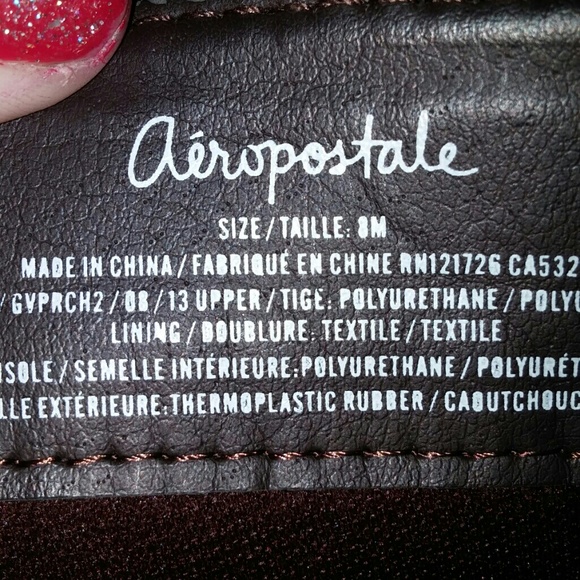 aéropostale
SIZE/TAILLE: 8M
MADE IN CHINA/FABRIQUÉ EN CHINE RN121726 CA532
/ GVPRCH2/08/13 UPPER/TIGE: POLYURETHANE/POLYU
LINING/DOUBLURE: TEXTILE/TEXTILE
ISOLE/SEMELLE INTÉRIEURE:POLYURETHANE/POLYURÉT
LLE EXTÉRIEURE:THERMOPLASTIC RUBBER/CAOUTCHOUC